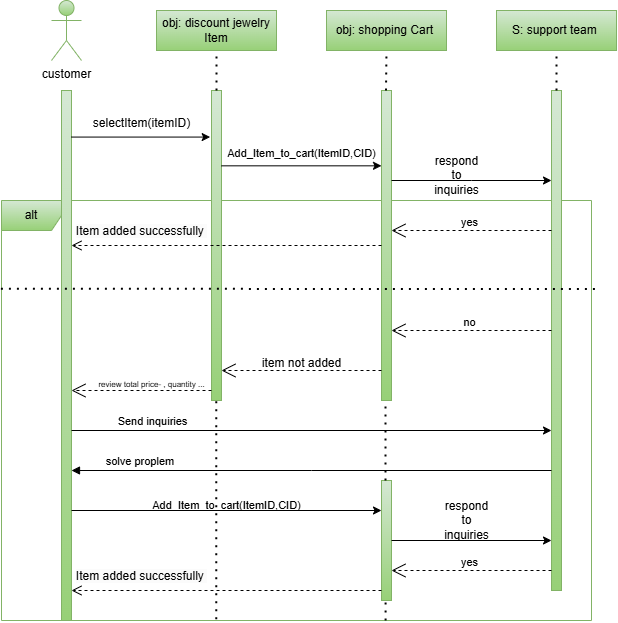 obj: discount jewelry
Item
obj: shopping Cart
S: support team
customer
selectItem(itemID)
Add_Item_to_cart(ItemID,CID)
respond
to
inquiries
alt
yes
Item added successfully
no
item not added
review total price- , quantity ...
Send inquiries
solve proplem
Add_Item_to_cart(ItemID,CID)
respond
to
inquiries
yes
Item added successfully